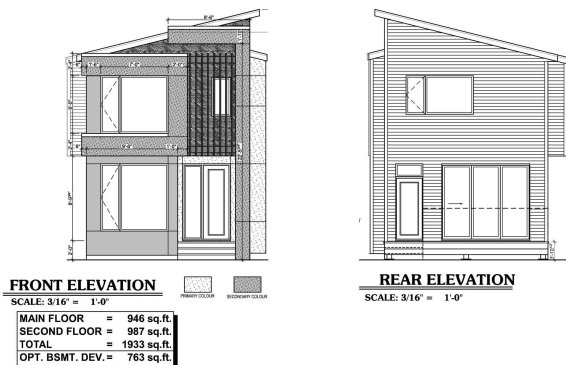 FRONT ELEVATION
SCALE: 3/16" = 1'-0"
PRIMARY COLOUR
SECONDARY COLOUR
MAIN FLOOR = 946 sq.ft.
SECOND FLOOR = 987 sq.ft.
TOTAL = 1933 sq.ft.
OPT. BSMT. DEV. = 763 sq.ft.
REAR ELEVATION
SCALE: 3/16" = 1'-0"